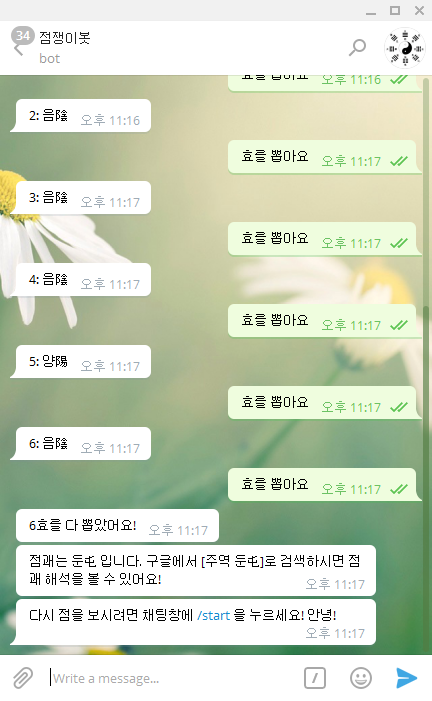 34
점쟁이봇
bot
효를 뽑아요 오후 11:16
2: 음陰 오후 11:16
효를 뽑아요 오후 11:17
3: 음陰 오후 11:17
효를 뽑아요 오후 11:17
4: 음陰 오후 11:17
효를 뽑아요 오후 11:17
5: 양陽 오후 11:17
효를 뽑아요 오후 11:17
6: 음陰 오후 11:17
효를 뽑아요 오후 11:17
6효를 다 뽑았어요! 오후 11:17
점괘는 둔屯 입니다. 구글에서 [주역 둔屯]로 검색하시면 점
괘 해석을 볼 수 있어요!
오후 11:17
다시 점을 보시려면 채팅창에 /start 을 누르세요! 안녕!
오후 11:17
Write a message...